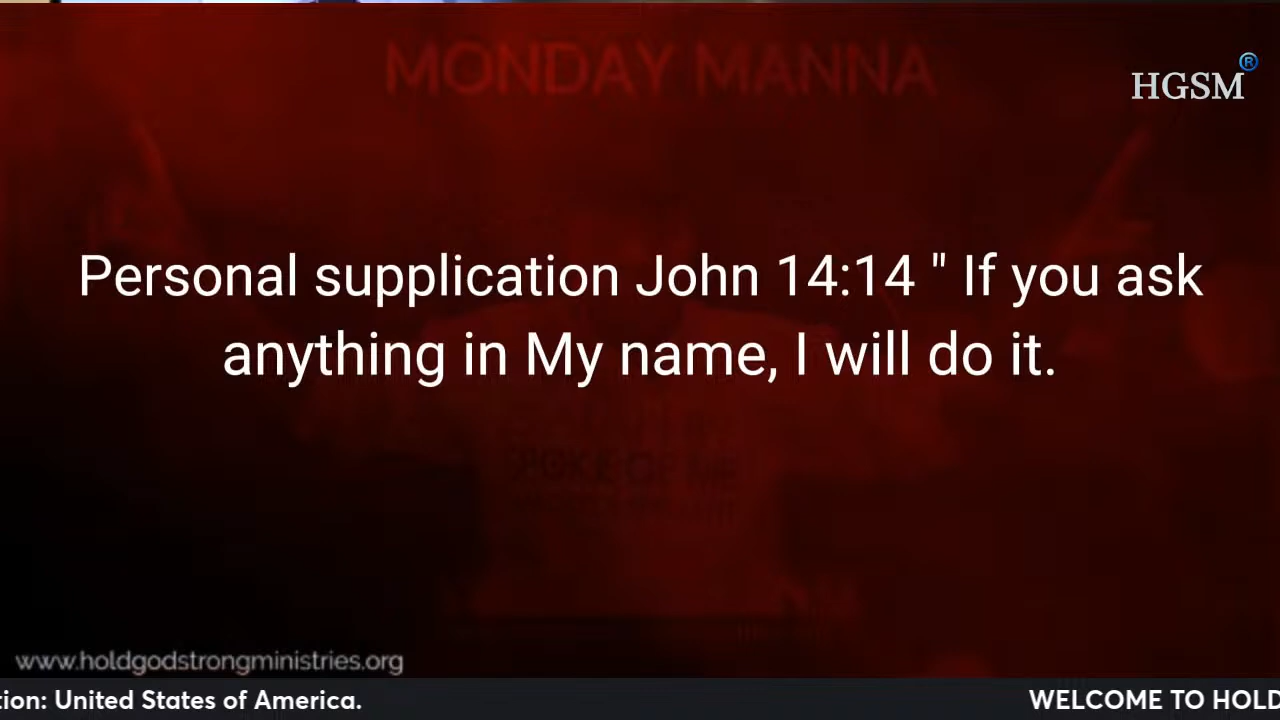 MONDAY MANNA
HGSM®
Personal supplication John 14:14 " If you ask
anything in My name, I will do it.
www.holdgodstrongministries.org
tion: United States of America.
WELCOME TO HOLD